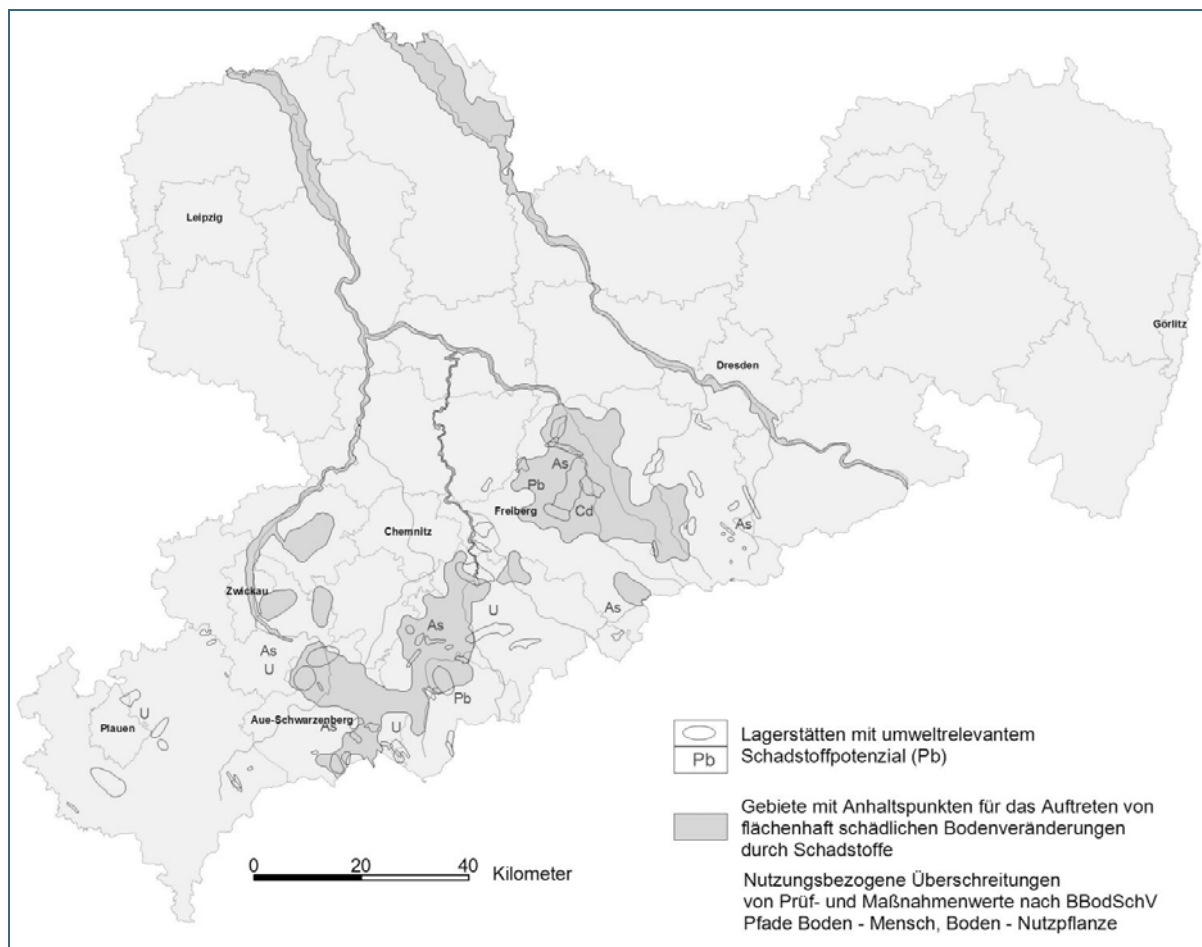 Leipzig
Görlitz
Dresden
As
Pb
Freiberg
Cd
As
Chemnitz
Zwickau
U
As
As
As
U
Pb
U
Plauen
Aue-Schwarzenberg
As
U
Lagerstätten mit umweltrelevantem
Pb
Schadstoffpotenzial (Pb)
Gebiete mit Anhaltspunkten für das Auftreten von
flächenhaft schädlichen Bodenveränderungen
durch Schadstoffe
0 20 40
Kilometer
Nutzungsbezogene Überschreitungen
von Prüf- und Maßnahmenwerte nach BBodSchV
Pfade Boden - Mensch, Boden - Nutzpflanze